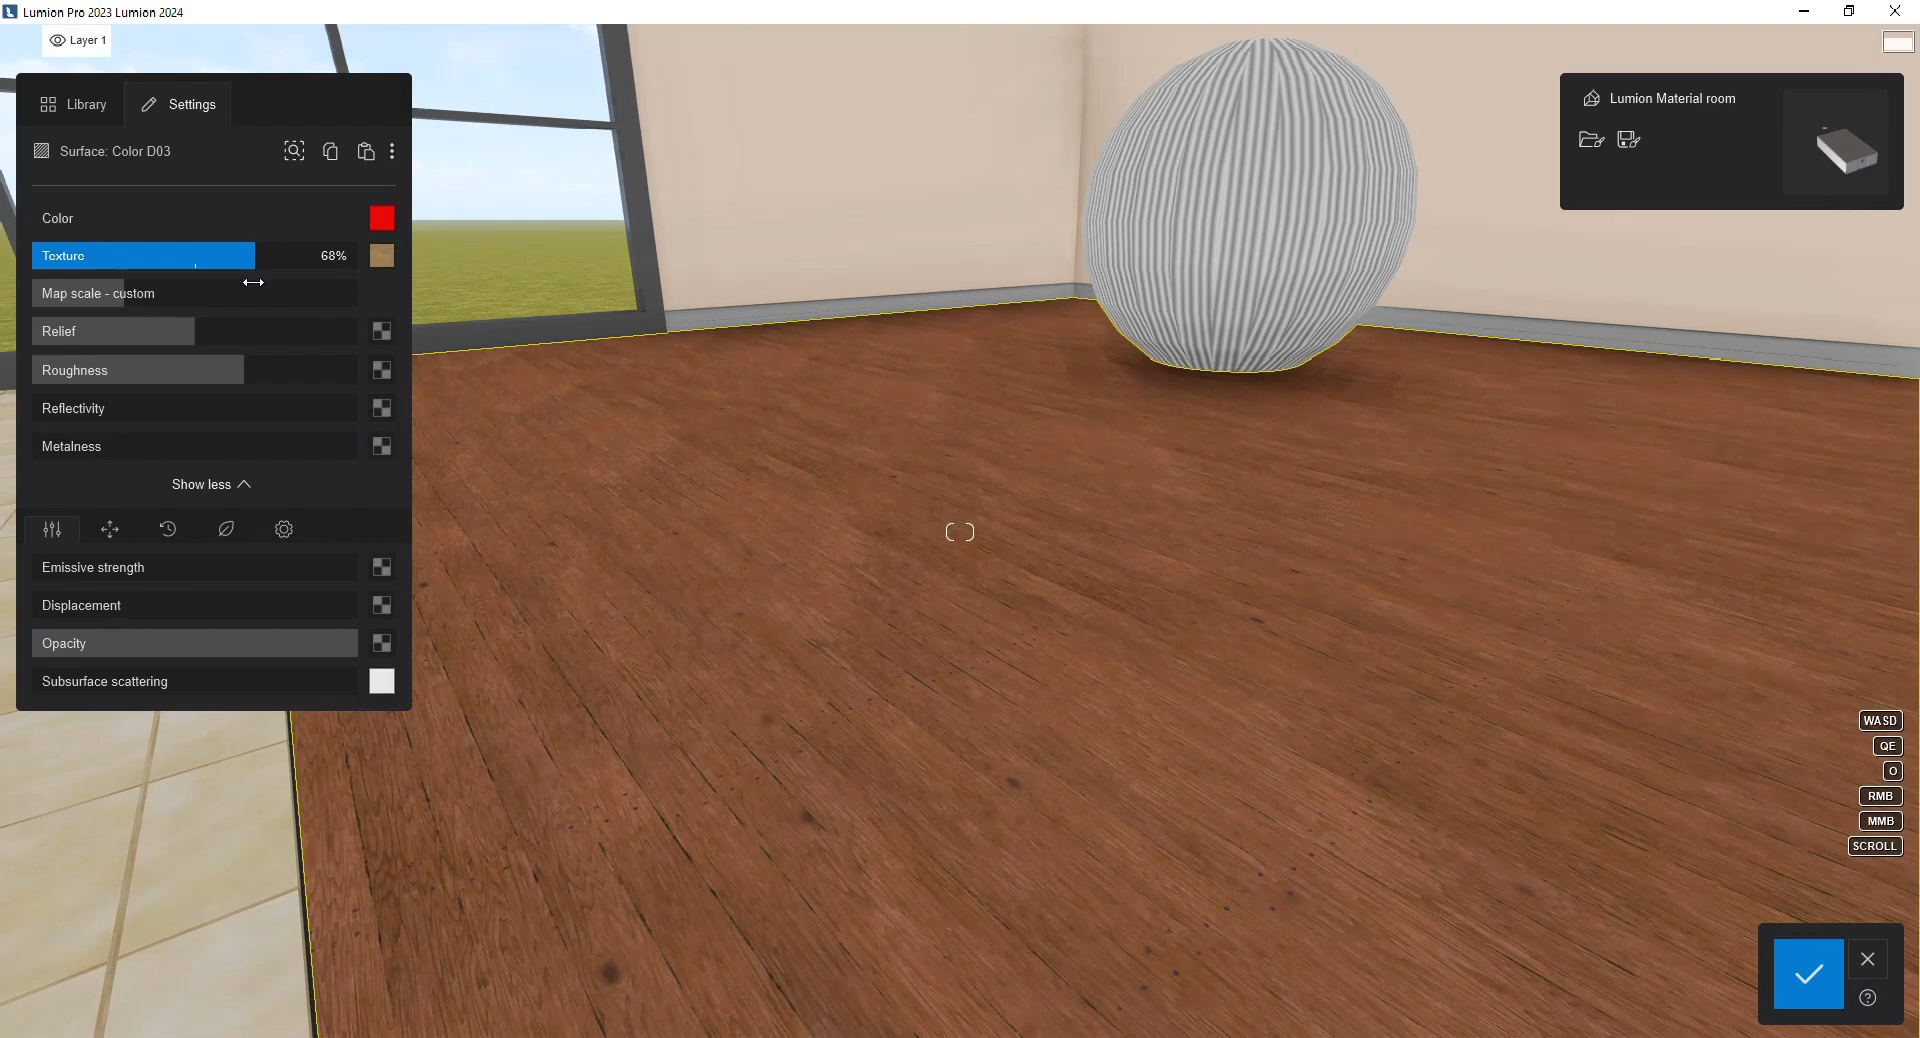 Lumion Pro 2023 Lumion 2024
Layer 1
Library
Settings
Lumion Material room
Surface: Color D03
Color
Texture
68%
Map scale - custom
Relief
Roughness
Reflectivity
Metalness
Show less
Emissive strength
Displacement
Opacity
Subsurface scattering
WASD
QE
O
RMB
MMB
SCROLL